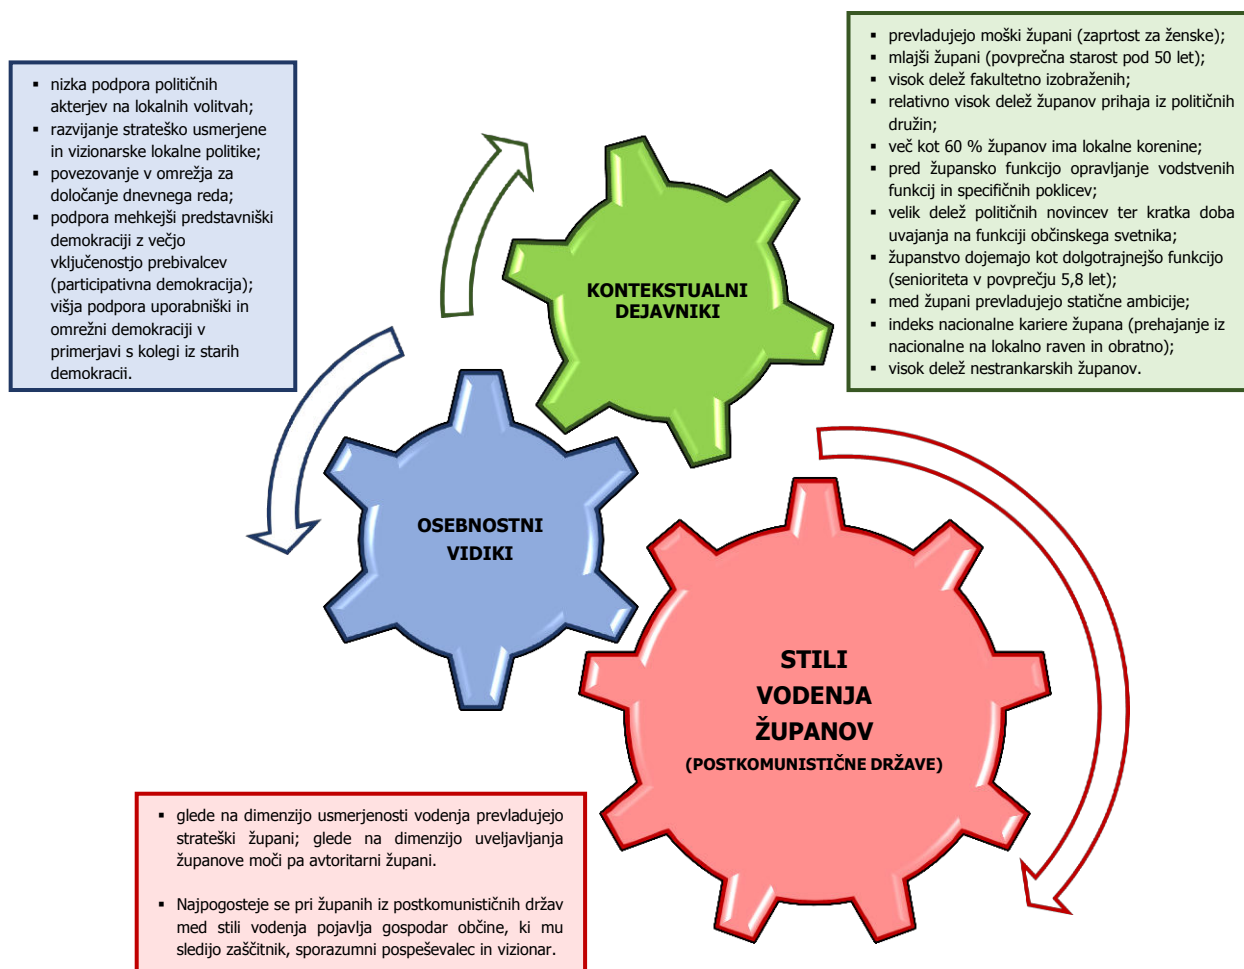 ▪ nizka podpora političnih
akterjev na lokalnih volitvah;
▪ razvijanje strateško usmerjene
in vizionarske lokalne politike;
▪ povezovanje v omrežja za
določanje dnevnega reda;
▪ podpora mehkejši predstavniški
demokraciji z večjo
vključenostjo prebivalcev
(participativna demokracija);
višja podpora uporabniški in
omrežni demokraciji v
primerjavi s kolegi iz starih
demokracii.
▪ prevladujejo moški župani (zaprtost za ženske);
▪ mlajši župani (povprečna starost pod 50 let);
▪ visok delež fakultetno izobraženih;
▪ relativno visok delež županov prihaja iz političnih
družin;
▪ več kot 60 % županov ima lokalne korenine;
▪ pred župansko funkcijo opravljanje vodstvenih
funkcij in specifičnih poklicev;
▪ velik delež političnih novincev ter kratka doba
uvajanja na funkciji občinskega svetnika;
▪ županstvo dojemajo kot dolgotrajnejšo funkcijo
(senioriteta v povprečju 5,8 let);
▪ med župani prevladujejo statične ambicije;
▪ indeks nacionalne kariere župana (prehajanje iz
nacionalne na lokalno raven in obratno);
▪ visok delež nestrankarskih županov.
KONTEKSTUALNI
DEJAVNIKI
OSEBNOSTNI
VIDIKI
STILI
VODENJA
ŽUPANOV
(POSTKOMUNISTIČNE DRŽAVE)
▪ glede na dimenzijo usmerjenosti vodenja prevladujejo
strateški župani; glede na dimenzijo uveljavljanja
županove moči pa avtoritarni župani.
▪ Najpogosteje se pri županih iz postkomunističnih držav
med stili vodenja pojavlja gospodar občine, ki mu
sledijo zaščitnik, sporazumni pospeševalec in vizionar.